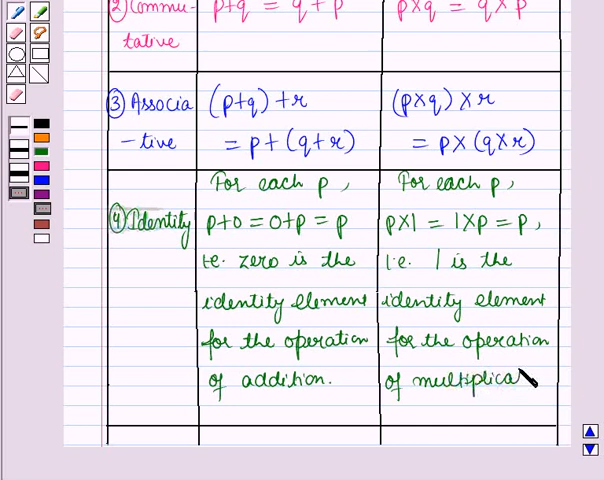 ② Commu- p+q = q+p p×q = q×p
tative
③ Associa (p+q)+r (p×q)×r
-tive = p+(q+r) = p×(q×r)
For each p, For each p,
④ Identity p+0 = 0+p = p p×1 = 1×p = p,
i.e. zero is the i.e. 1 is the
identity element identity element
for the operation for the operation
of addition. of multiplica